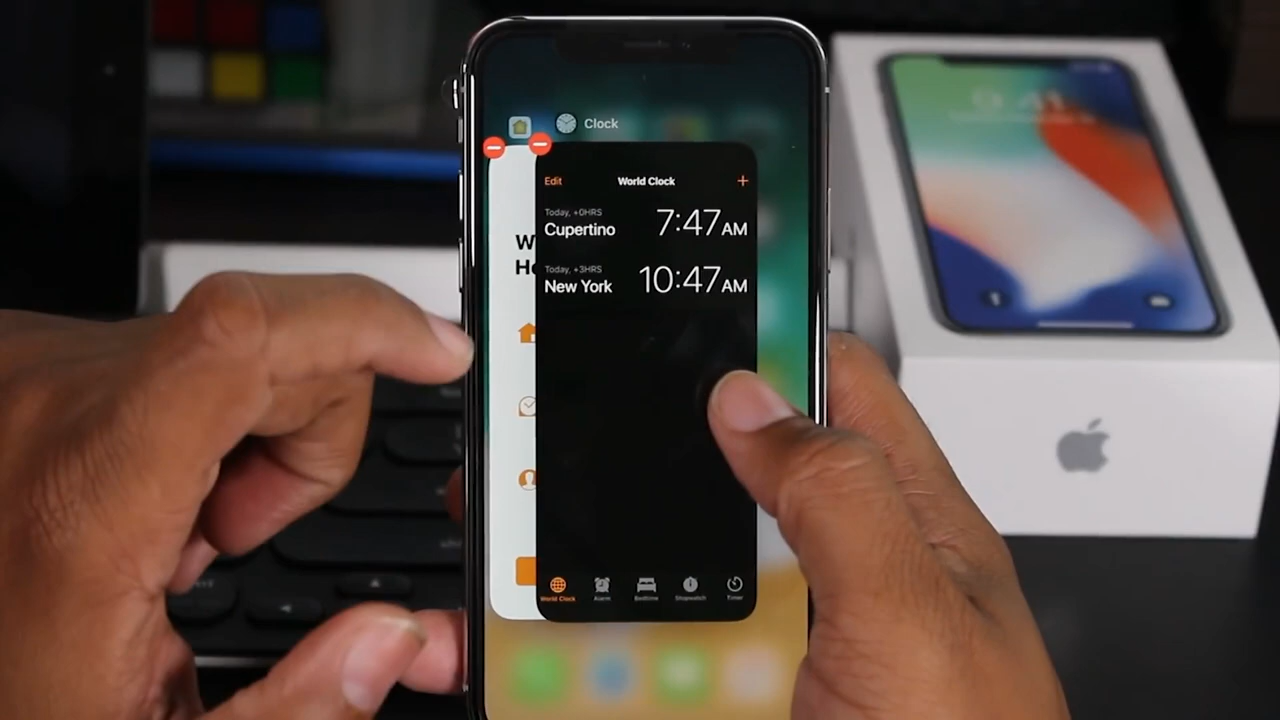 Clock
Edit World Clock +
Today, +0HRS
Cupertino 7:47AM
Today, +3HRS
New York 10:47AM
World Clock Alarm Bedtime Stopwatch Timer
W
He